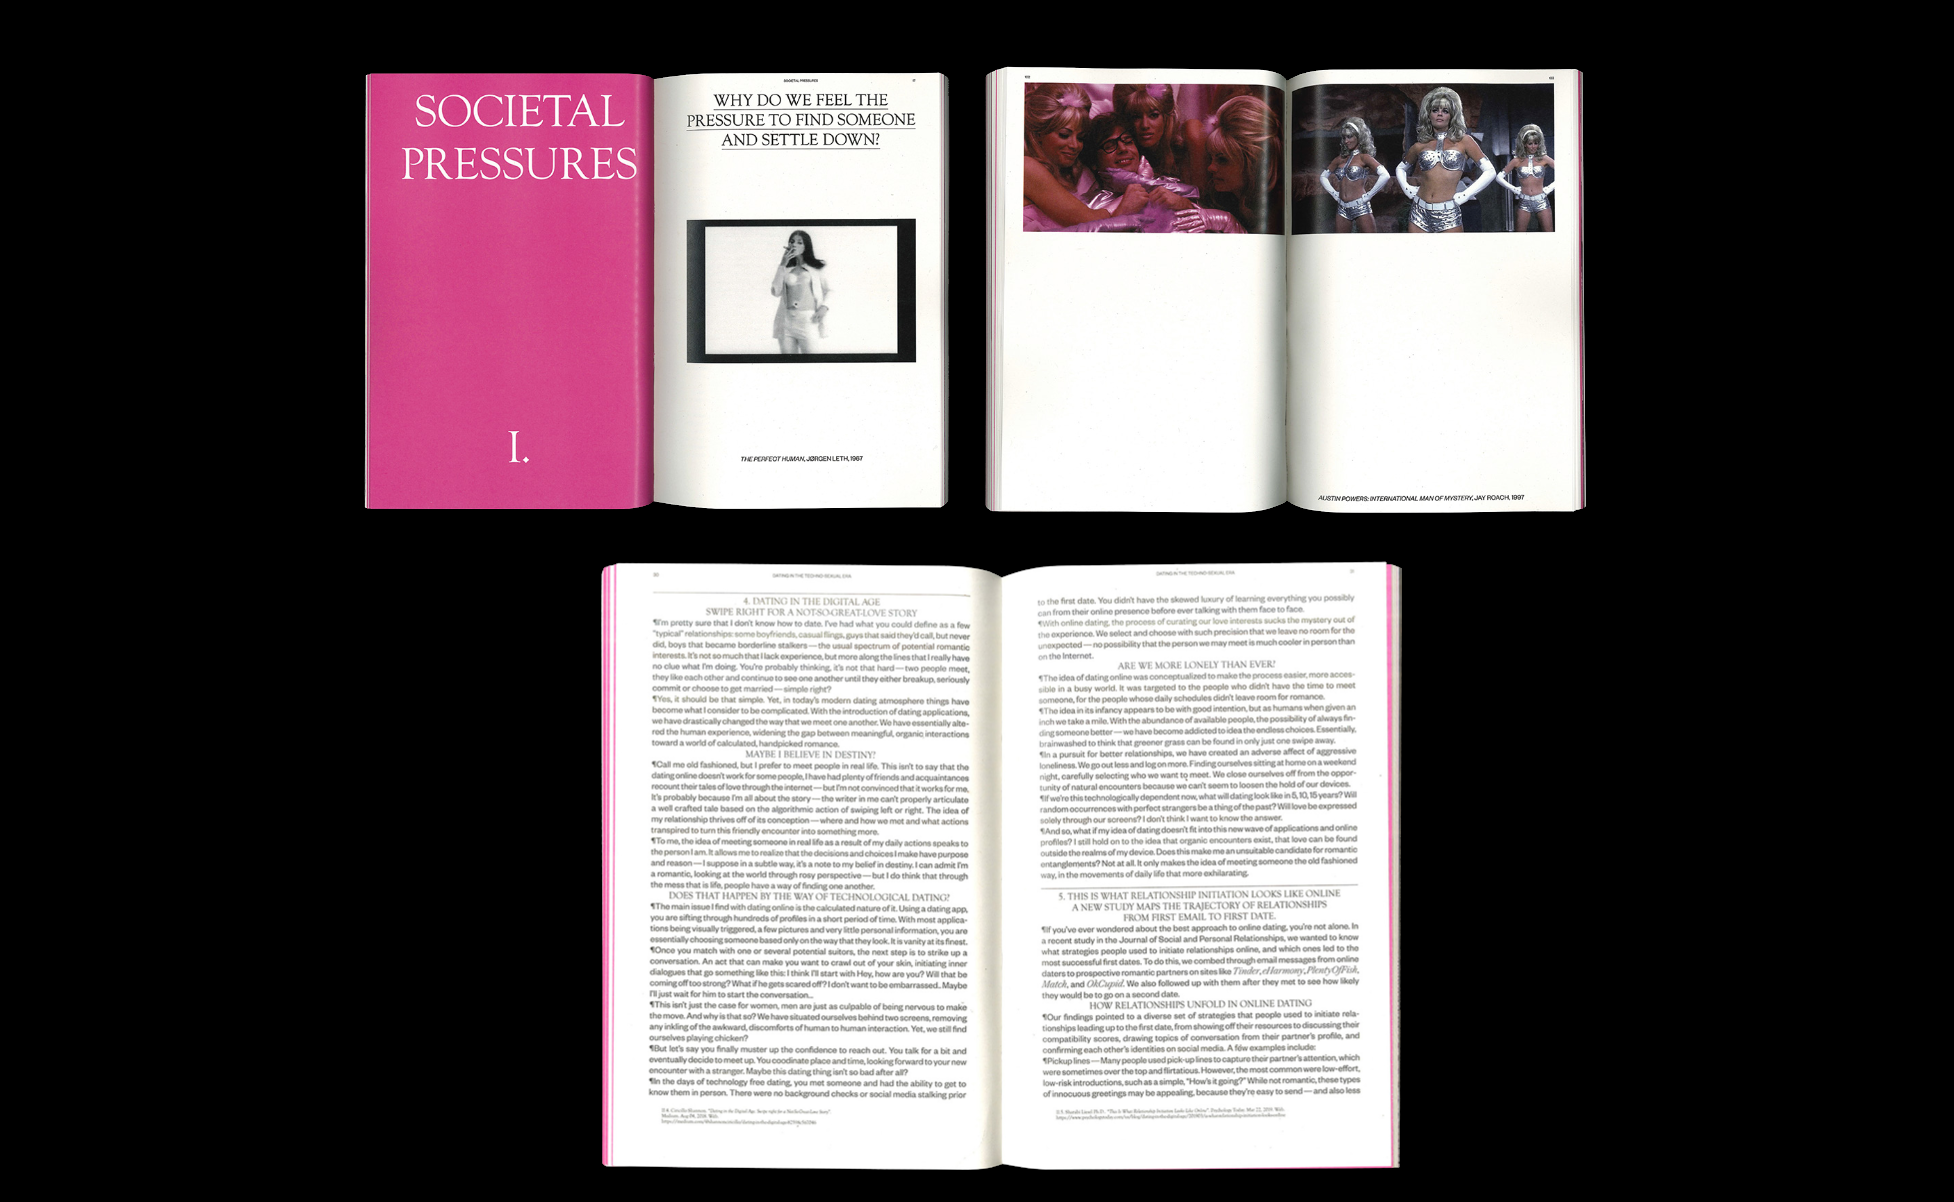 SOCIETAL
PRESSURES
I.
SOCIETAL PRESSURES
17
WHY DO WE FEEL THE
PRESSURE TO FIND SOMEONE
AND SETTLE DOWN?
THE PERFECT HUMAN, JØRGEN LETH, 1967
AUSTIN POWERS: INTERNATIONAL MAN OF MYSTERY, JAY ROACH, 1997
DATING IN THE TECHNO-SEXUAL ERA
4. DATING IN THE DIGITAL AGE
SWIPE RIGHT FOR A NOT-SO-GREAT-LOVE STORY
¶I'm pretty sure that I don't know how to date. I've had what you could define as a few
"typical" relationships: some boyfriends, casual flings, guys that said they'd call, but never
did, boys that became borderline stalkers — the usual spectrum of potential romantic
interests. It's not so much that I lack experience, but more along the lines that I really have
no clue what I'm doing. You're probably thinking, it's not that hard — two people meet,
they like each other and continue to see one another until they either breakup, seriously
commit or choose to get married — simple right?
¶Yes, it should be that simple. Yet, in today's modern dating atmosphere things have
become what I consider to be complicated. With the introduction of dating applications,
we have drastically changed the way that we meet one another. We have essentially alte-
red the human experience, widening the gap between meaningful, organic interactions
toward a world of calculated, handpicked romance.
MAYBE I BELIEVE IN DESTINY?
¶Call me old fashioned, but I prefer to meet people in real life. This isn't to say that the
dating online doesn't work for some people, I have had plenty of friends and acquaintances
recount their tales of love through the internet — but I'm not convinced that it works for me.
It's probably because I'm all about the story — the writer in me can't properly articulate
a well crafted tale based on the algorithmic action of swiping left or right. The idea of
my relationship thrives off of its conception — where and how we met and what actions
transpired to turn this friendly encounter into something more.
¶To me, the idea of meeting someone in real life as a result of my daily actions speaks to
the person I am. It allows me to realize that the decisions and choices I make have purpose
and reason — I suppose in a subtle way, it's a note to my belief in destiny. I can admit I'm
a romantic, looking at the world through rosy perspective — but I do think that through
the mess that is life, people have a way of finding one another.
DOES THAT HAPPEN BY THE WAY OF TECHNOLOGICAL DATING?
¶The main issue I find with dating online is the calculated nature of it. Using a dating app,
you are sifting through hundreds of profiles in a short period of time. With most applica-
tions being visually triggered, a few pictures and very little personal information, you are
essentially choosing someone based only on the way that they look. It is vanity at its finest.
¶Once you match with one or several potential suitors, the next step is to strike up a
conversation. An act that can make you want to crawl out of your skin, initiating inner
dialogues that go something like this: I think I'll start with Hey, how are you? Will that be
coming off too strong? What if he gets scared off? I don't want to be embarrassed.. Maybe
I'll just wait for him to start the conversation...
¶This isn't just the case for women, men are just as culpable of being nervous to make
the move. And why is that so? We have situated ourselves behind two screens, removing
any inkling of the awkward, discomforts of human to human interaction. Yet, we still find
ourselves playing chicken?
¶But let's say you finally muster up the confidence to reach out. You talk for a bit and
eventually decide to meet up. You coodinate place and time, looking forward to your new
encounter with a stranger. Maybe this dating thing isn't so bad after all?
¶In the days of technology free dating, you met someone and had the ability to get to
know them in person. There were no background checks or social media stalking prior
DATING IN THE TECHNO-SEXUAL ERA
to the first date. You didn't have the skewed luxury of learning everything you possibly
can from their online presence before ever talking with them face to face.
¶With online dating, the process of curating our love interests sucks the mystery out of
the experience. We select and choose with such precision that we leave no room for the
unexpected — no possibility that the person we may meet is much cooler in person than
on the Internet.
ARE WE MORE LONELY THAN EVER?
¶The idea of dating online was conceptualized to make the process easier, more acces-
sible in a busy world. It was targeted to the people who didn't have the time to meet
someone, for the people whose daily schedules didn't leave room for romance.
¶The idea in its infancy appears to be with good intention, but as humans when given an
inch we take a mile. With the abundance of available people, the possibility of always fin-
ding someone better — we have become addicted to idea the endless choices. Essentially,
brainwashed to think that greener grass can be found in only just one swipe away.
¶In a pursuit for better relationships, we have created an adverse affect of aggressive
loneliness. We go out less and log on more. Finding ourselves sitting at home on a weekend
night, carefully selecting who we want to meet. We close ourselves off from the oppor-
tunity of natural encounters because we can't seem to loosen the hold of our devices.
¶If we're this technologically dependent now, what will dating look like in 5, 10, 15 years? Will
random occurrences with perfect strangers be a thing of the past? Will love be expressed
solely through our screens? I don't think I want to know the answer.
¶And so, what if my idea of dating doesn't fit into this new wave of applications and online
profiles? I still hold on to the idea that organic encounters exist, that love can be found
outside the realms of my device. Does this make me an unsuitable candidate for romantic
entanglements? Not at all. It only makes the idea of meeting someone the old fashioned
way, in the movements of daily life that more exhilarating.
5. THIS IS WHAT RELATIONSHIP INITIATION LOOKS LIKE ONLINE
A NEW STUDY MAPS THE TRAJECTORY OF RELATIONSHIPS
FROM FIRST EMAIL TO FIRST DATE.
¶If you've ever wondered about the best approach to online dating, you're not alone. In
a recent study in the Journal of Social and Personal Relationships, we wanted to know
what strategies people used to initiate relationships online, and which ones led to the
most successful first dates. To do this, we combed through email messages from online
daters to prospective romantic partners on sites like Tinder, eHarmony, PlentyOfFish,
Match, and OkCupid. We also followed up with them after they met to see how likely
they would be to go on a second date.
HOW RELATIONSHIPS UNFOLD IN ONLINE DATING
¶Our findings pointed to a diverse set of strategies that people used to initiate rela-
tionships leading up to the first date, from showing off their resources to discussing their
compatibility scores, drawing topics of conversation from their partner's profile, and
confirming each other's identities on social media. A few examples include:
¶Pickup lines — Many people used pick-up lines to capture their partner's attention, which
were sometimes over the top and flirtatious. However, the most common were low-effort,
low-risk introductions, such as a simple, "How's it going?" While not romantic, these types
of innocuous greetings may be appealing, because they're easy to send — and also less